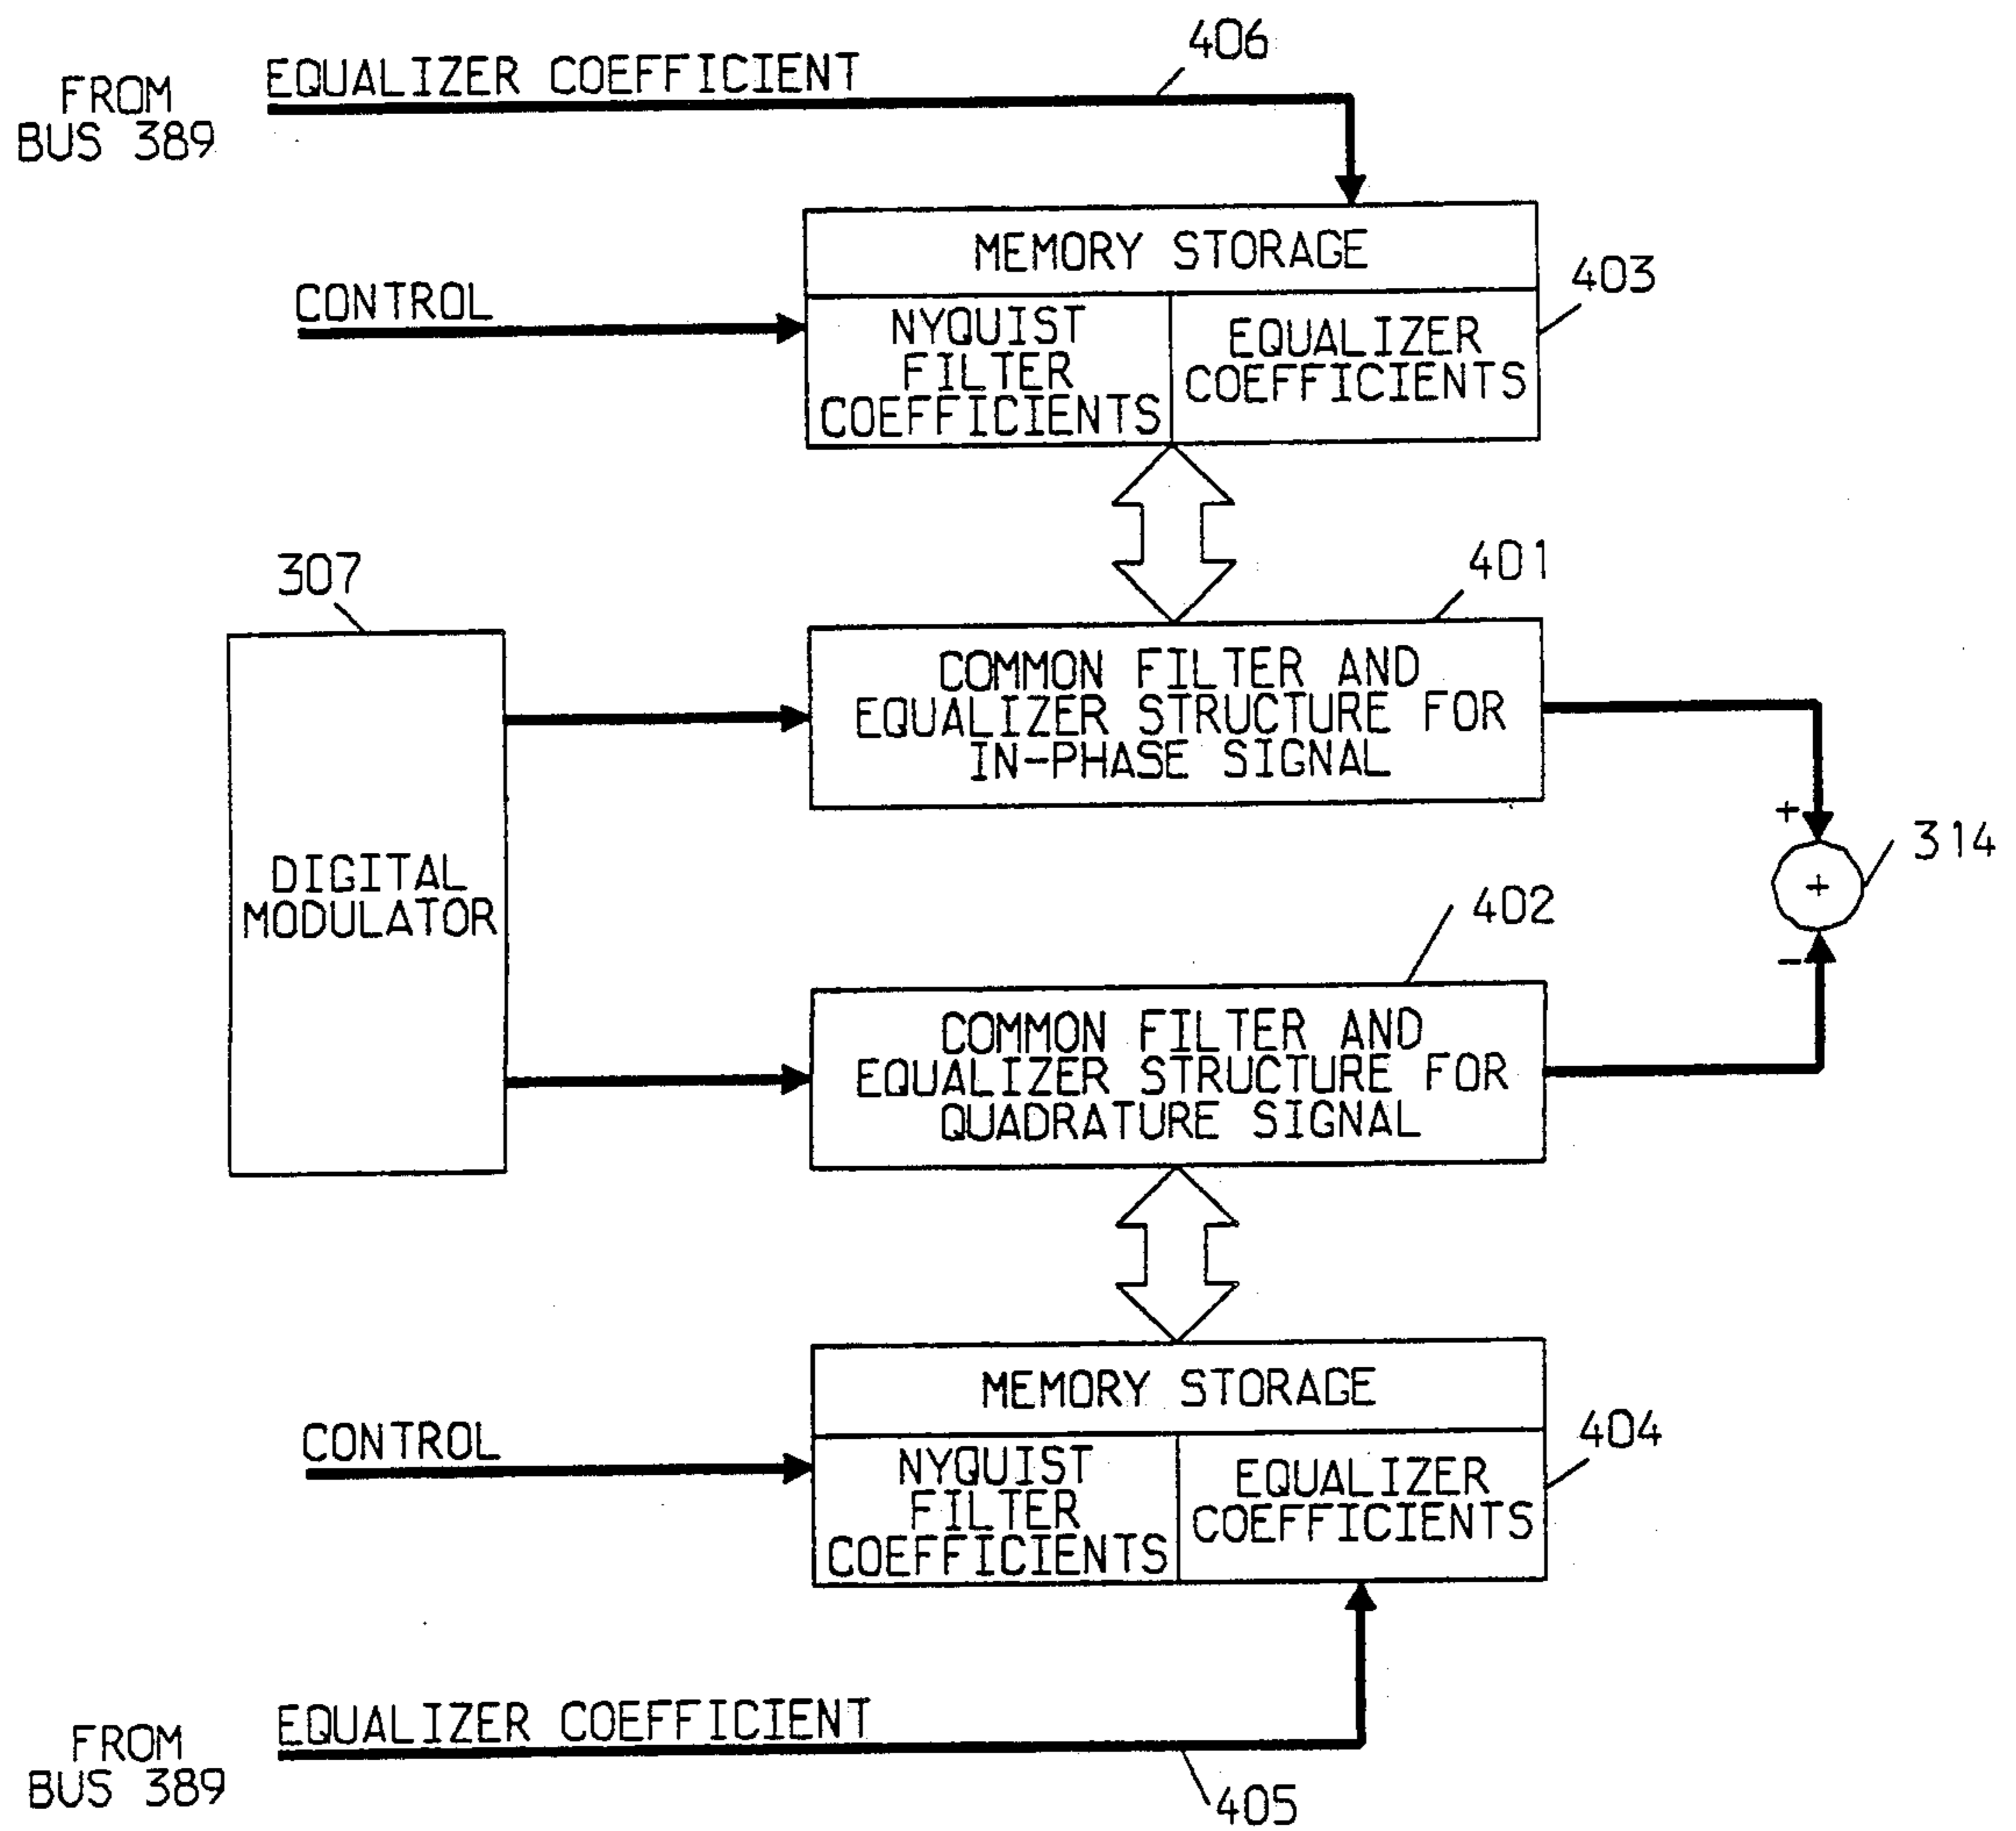 406
EQUALIZER COEFFICIENT
FROM
BUS 389
MEMORY STORAGE
403
CONTROL
NYQUIST
FILTER
COEFFICIENTS
EQUALIZER
COEFFICIENTS
401
307
COMMON FILTER AND
EQUALIZER STRUCTURE FOR
IN-PHASE SIGNAL
+
314
+
DIGITAL
MODULATOR
402
-
COMMON FILTER AND
EQUALIZER STRUCTURE FOR
QUADRATURE SIGNAL
MEMORY STORAGE
404
CONTROL
NYQUIST
FILTER
COEFFICIENTS
EQUALIZER
COEFFICIENTS
EQUALIZER COEFFICIENT
FROM
BUS 389
405